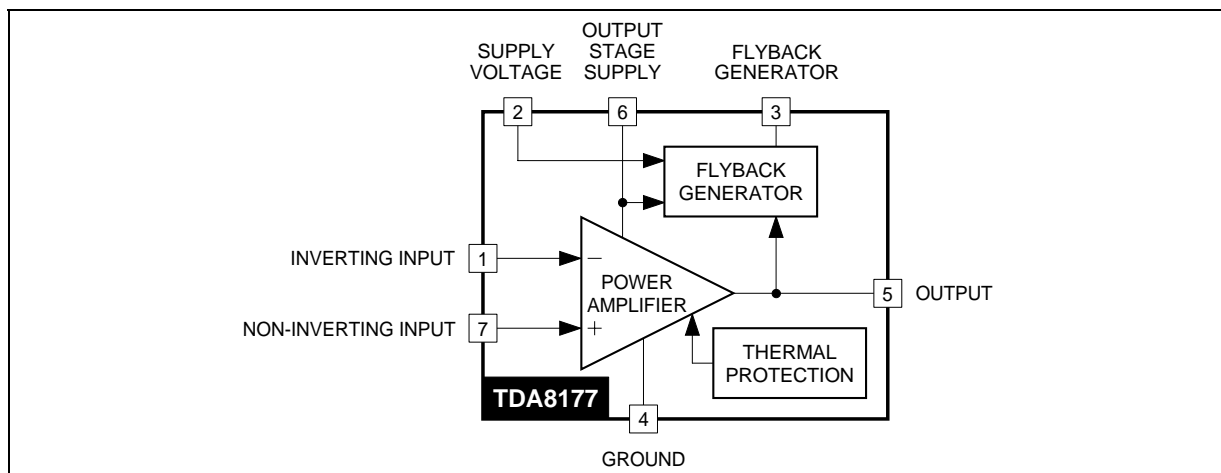 OUTPUT
STAGE
SUPPLY
SUPPLY
VOLTAGE
FLYBACK
GENERATOR
2
6
3
FLYBACK
GENERATOR
INVERTING INPUT
1
−
POWER
AMPLIFIER
5
OUTPUT
NON-INVERTING INPUT
7
+
THERMAL
PROTECTION
TDA8177
4
GROUND